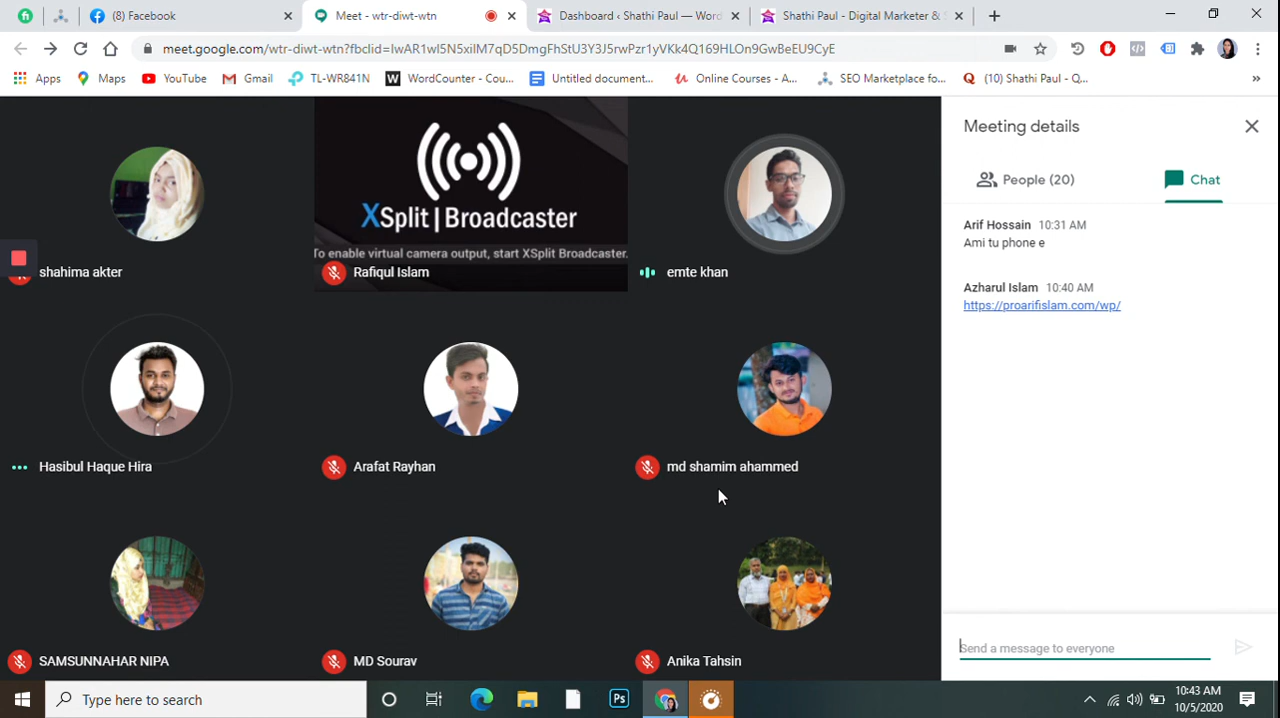 (8) Facebook
Meet - wtr-diwt-wtn
Dashboard ‹ Shathi Paul — Word
Shathi Paul - Digital Marketer &
meet.google.com/wtr-diwt-wtn?fbclid=IwAR1wI5N5xiIM7qD5DmgFhStU3Y3J5rwPzr1yVKk4Q169HLOn9GwBeEU9CyE
Apps
Maps
YouTube
Gmail
TL-WR841N
WordCounter - Cou...
Untitled document...
Online Courses - A...
SEO Marketplace fo...
(10) Shathi Paul - Q...
»
XSplit | Broadcaster
To enable virtual camera output, start XSplit Broadcaster.
shahima akter
Rafiqul Islam
emte khan
Hasibul Haque Hira
Arafat Rayhan
md shamim ahammed
SAMSUNNAHAR NIPA
MD Sourav
Anika Tahsin
Meeting details
People (20)
Chat
Arif Hossain 10:31 AM
Ami tu phone e
Azharul Islam 10:40 AM
https://proarifislam.com/wp/
Send a message to everyone
Type here to search
Ps
10:43 AM
10/5/2020